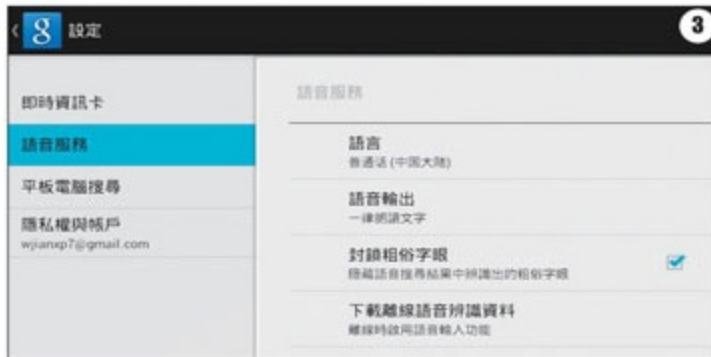 設定
3
即時資訊卡
語音服務
平板電腦搜尋
隱私權與帳戶
wjianxp7@gmail.com
語音服務
語言
普通话 (中国大陆)
語音輸出
一律朗讀文字
封鎖粗俗字眼
隱藏語音搜尋結果中辨識出的粗俗字眼
下載離線語音辨識資料
離線時啟用語音輸入功能